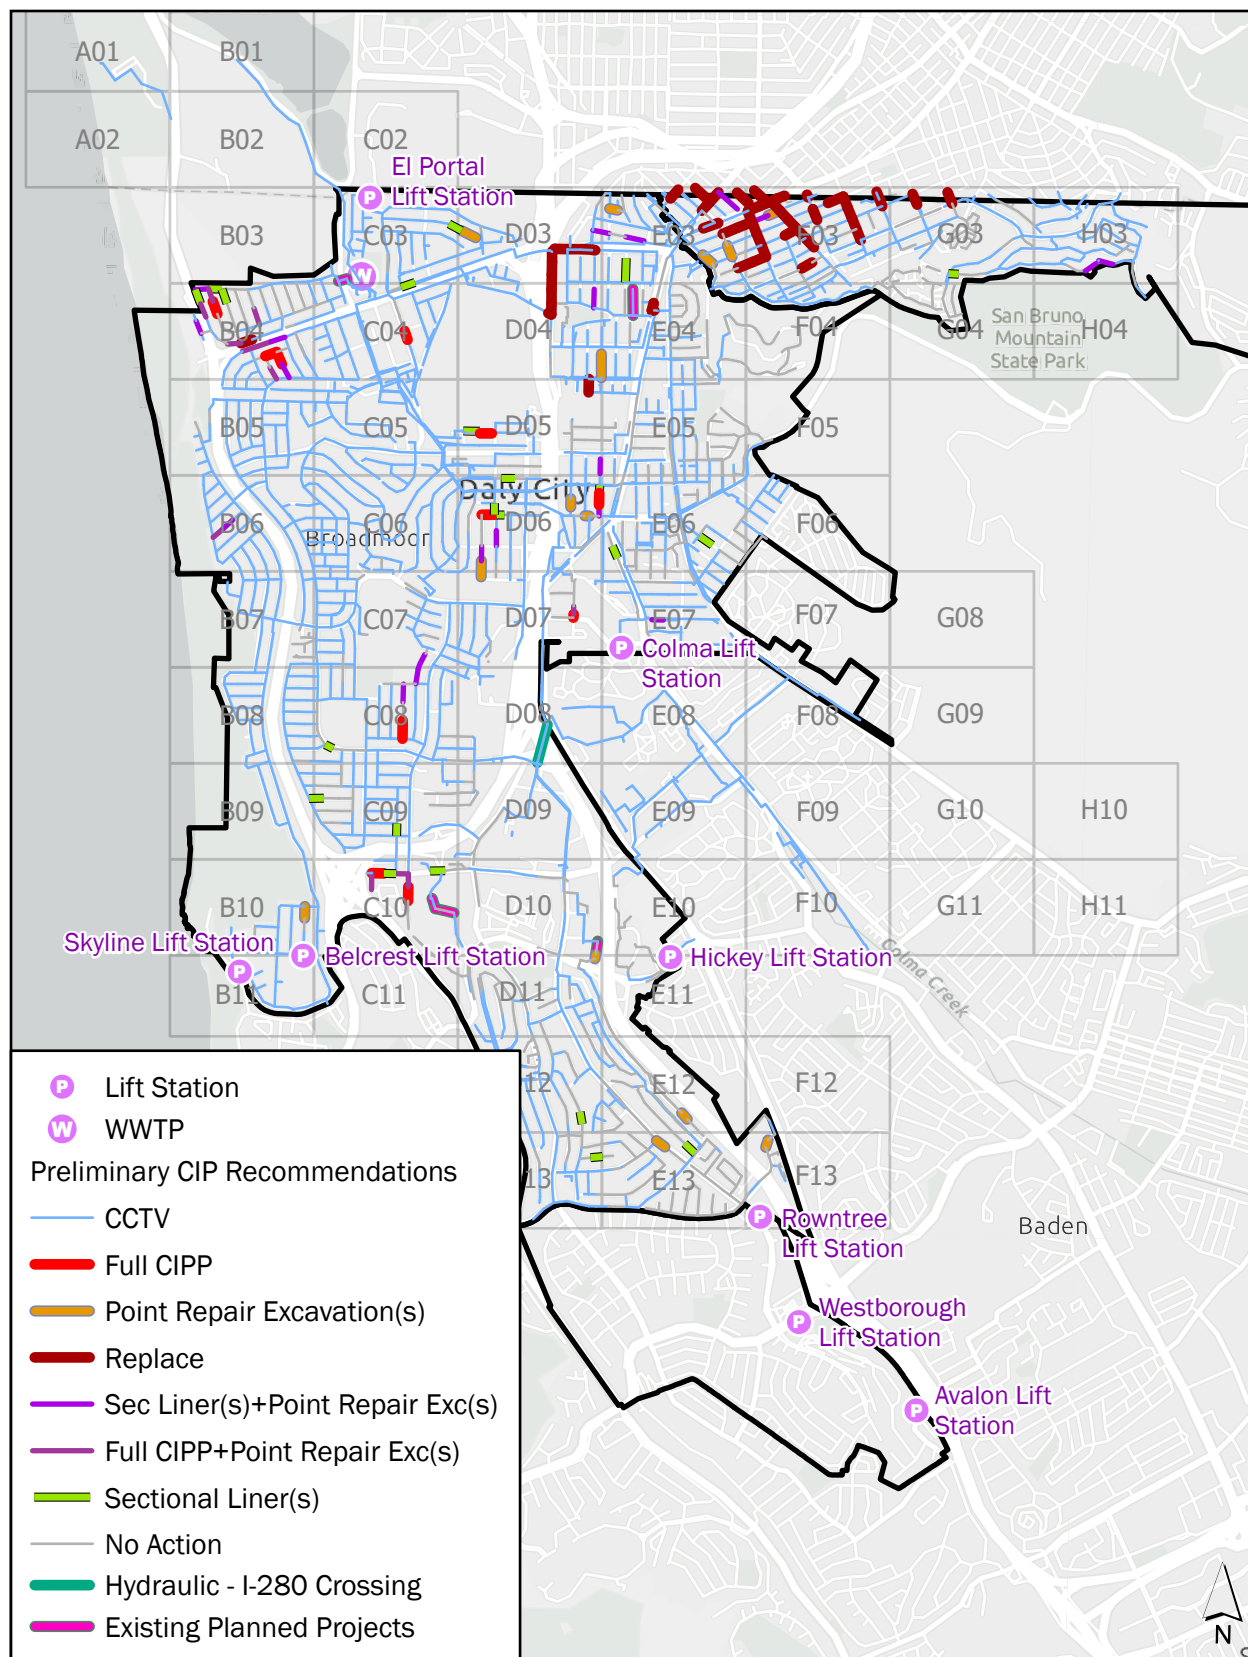 A01
B01
A02
B02
C02
El Portal
Lift Station
B03
C03
D03
E03
F03
G03
H03
W
B04
C04
D04
E04
F04
G04
H04
San Bruno
Mountain
State Park
B05
C05
D05
E05
F05
Daly City
B06
C06
D06
E06
F06
Broadmoor
B07
C07
D07
E07
F07
G08
Colma Lift
Station
B08
C08
D08
E08
F08
G09
B09
C09
D09
E09
F09
G10
H10
B10
C10
D10
E10
F10
G11
H11
Skyline Lift Station
Belcrest Lift Station
Hickey Lift Station
Colma Creek
B11
C11
D11
E11
12
E12
F12
13
E13
F13
Rowntree
Lift Station
Baden
Westborough
Lift Station
Avalon Lift
Station
P Lift Station
W WWTP
Preliminary CIP Recommendations
CCTV
Full CIPP
Point Repair Excavation(s)
Replace
Sec Liner(s)+Point Repair Exc(s)
Full CIPP+Point Repair Exc(s)
Sectional Liner(s)
No Action
Hydraulic - I-280 Crossing
Existing Planned Projects
N